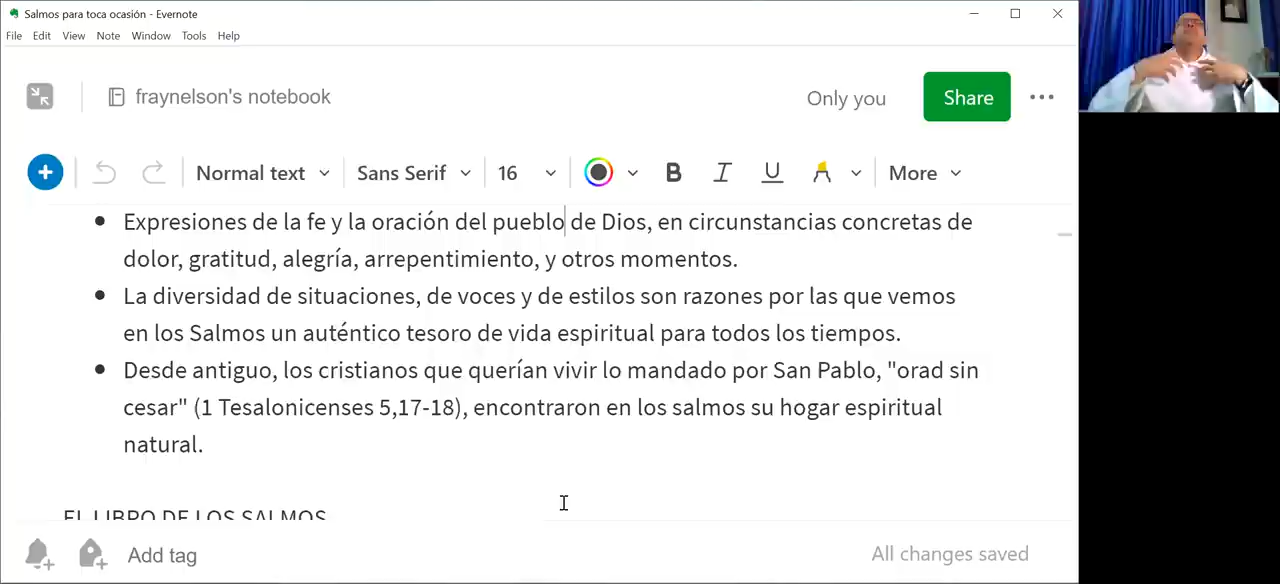 Salmos para toca ocasión - Evernote
File Edit View Note Window Tools Help
fraynelson's notebook
Only you
Share
Normal text
Sans Serif
16
B I U
More
Expresiones de la fe y la oración del pueblo de Dios, en circunstancias concretas de
dolor, gratitud, alegría, arrepentimiento, y otros momentos.
La diversidad de situaciones, de voces y de estilos son razones por las que vemos
en los Salmos un auténtico tesoro de vida espiritual para todos los tiempos.
Desde antiguo, los cristianos que querían vivir lo mandado por San Pablo, "orad sin
cesar" (1 Tesalonicenses 5,17-18), encontraron en los salmos su hogar espiritual
natural.
EL LIBRO DE LOS SALMOS
Add tag
All changes saved